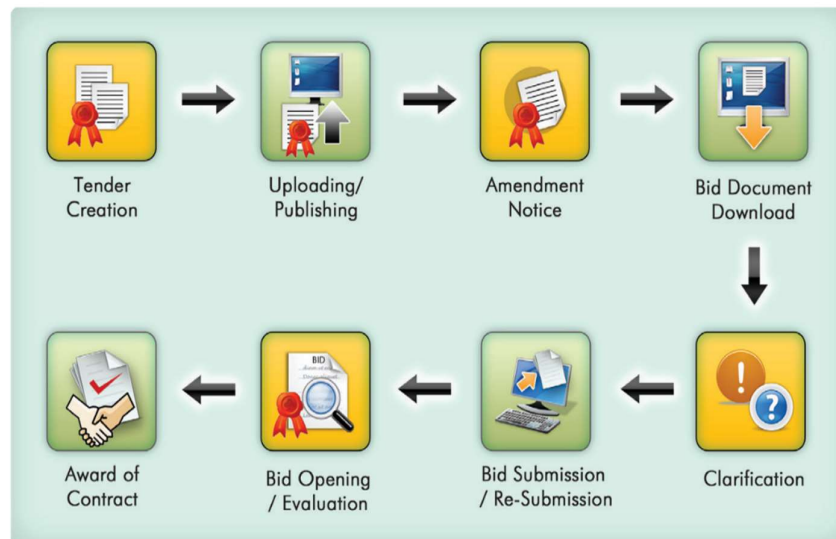 Tender
Creation
Uploading/
Publishing
Amendment
Notice
Bid Document
Download
Clarification
Bid Submission
/ Re-Submission
BID
Bid Opening
/ Evaluation
Award of
Contract